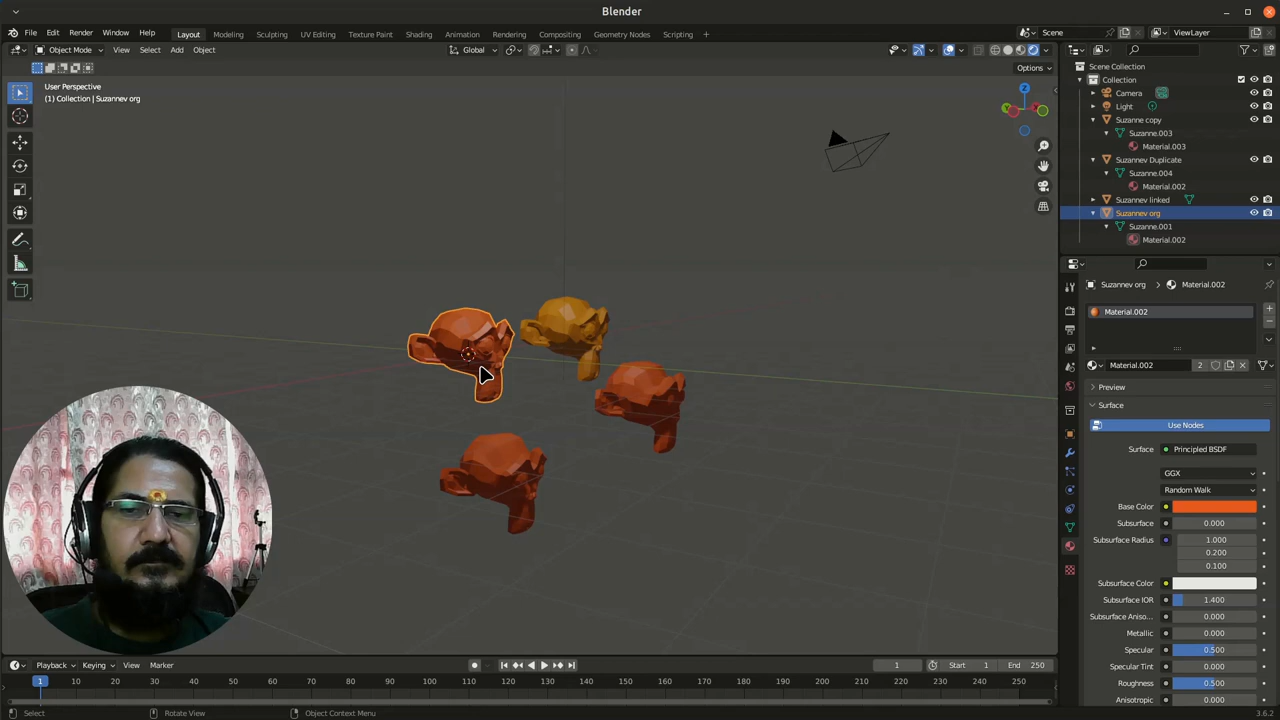 Blender
File Edit Render Window Help Layout Modeling Sculpting UV Editing Texture Paint Shading Animation Rendering Compositing Geometry Nodes Scripting Scene ViewLayer
Object Mode View Select Add Object Global
Options
User Perspective
(1) Collection | Suzannev org
Z
Y
Scene Collection
Collection
Camera
Light
Suzanne copy
Suzanne.003
Material.003
Suzannev Duplicate
Suzanne.004
Material.002
Suzannev linked
Suzannev org
Suzanne.001
Material.002
Suzannev org Material.002
Material.002
Material.002 2
Preview
Surface
Use Nodes
Surface Principled BSDF
GGX
Random Walk
Base Color
Subsurface 0.000
Subsurface Radius 1.000
0.200
0.100
Subsurface Color
Subsurface IOR 1.400
Subsurface Aniso... 0.000
Metallic 0.000
Specular 0.500
Specular Tint 0.000
Roughness 0.500
Anisotropic 0.000
Playback Keying View Marker 1 Start 1 End 250
1 10 20 30 40 50 60 70 80 90 100 110 120 130 140 150 160 170 180 190 200 210 220 230 240 250
Select Rotate View Object Context Menu 3.6.2